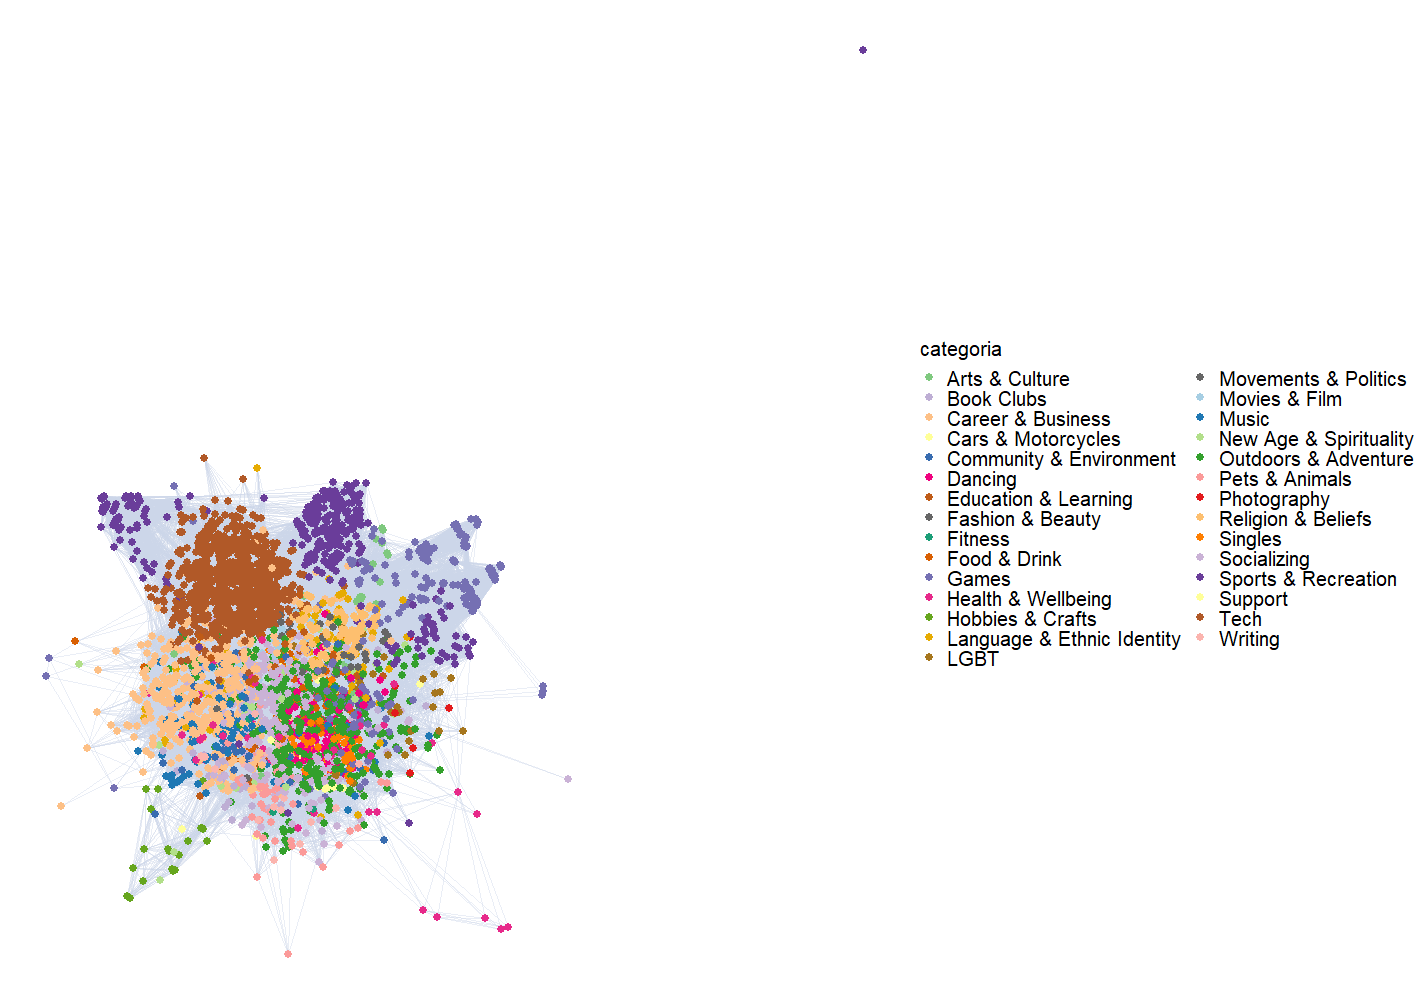 categoria
Arts & Culture
Book Clubs
Career & Business
Cars & Motorcycles
Community & Environment
Dancing
Education & Learning
Fashion & Beauty
Fitness
Food & Drink
Games
Health & Wellbeing
Hobbies & Crafts
Language & Ethnic Identity
LGBT
Movements & Politics
Movies & Film
Music
New Age & Spirituality
Outdoors & Adventure
Pets & Animals
Photography
Religion & Beliefs
Singles
Socializing
Sports & Recreation
Support
Tech
Writing